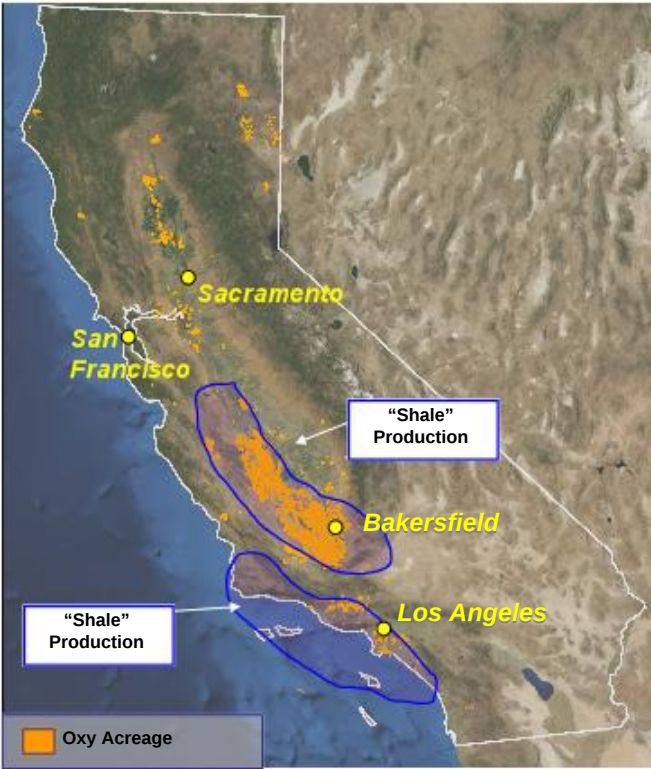 Sacramento
San
Francisco
“Shale”
Production
Bakersfield
“Shale”
Production
Los Angeles
Oxy Acreage